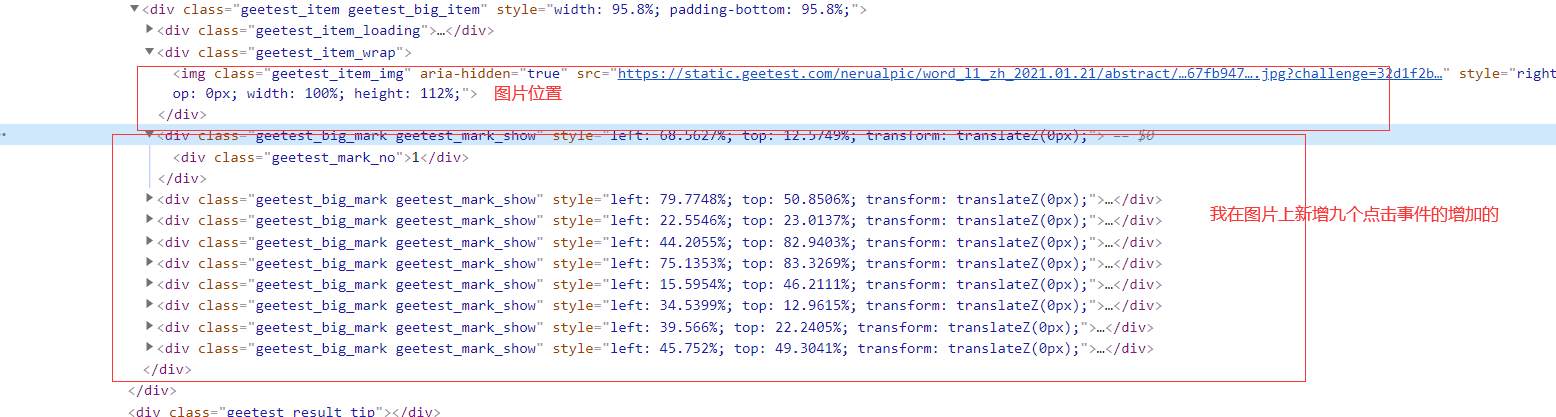 <div class="geetest_item geetest_big_item" style="width: 95.8%; padding-bottom: 95.8%;">
<div class="geetest_item_loading">…</div>
<div class="geetest_item_wrap">
<img class="geetest_item_img" aria-hidden="true" src="https://static.geetest.com/nerualpic/word_l1_zh_2021.01.21/abstract/…67fb947….jpg?challenge=32d1f2b…" style="right
op: 0px; width: 100%; height: 112%;"> 图片位置
</div>
<div class="geetest_big_mark geetest_mark_show" style="left: 68.5627%; top: 12.5749%; transform: translateZ(0px);"> == $0
<div class="geetest_mark_no">1</div>
</div>
<div class="geetest_big_mark geetest_mark_show" style="left: 79.7748%; top: 50.8506%; transform: translateZ(0px);">…</div>
我在图片上新增九个点击事件的增加的
<div class="geetest_big_mark geetest_mark_show" style="left: 22.5546%; top: 23.0137%; transform: translateZ(0px);">…</div>
<div class="geetest_big_mark geetest_mark_show" style="left: 44.2055%; top: 82.9403%; transform: translateZ(0px);">…</div>
<div class="geetest_big_mark geetest_mark_show" style="left: 75.1353%; top: 83.3269%; transform: translateZ(0px);">…</div>
<div class="geetest_big_mark geetest_mark_show" style="left: 15.5954%; top: 46.2111%; transform: translateZ(0px);">…</div>
<div class="geetest_big_mark geetest_mark_show" style="left: 34.5399%; top: 12.9615%; transform: translateZ(0px);">…</div>
<div class="geetest_big_mark geetest_mark_show" style="left: 39.566%; top: 22.2405%; transform: translateZ(0px);">…</div>
<div class="geetest_big_mark geetest_mark_show" style="left: 45.752%; top: 49.3041%; transform: translateZ(0px);">…</div>
</div>
</div>
<div class="geetest_result_tip"></div>